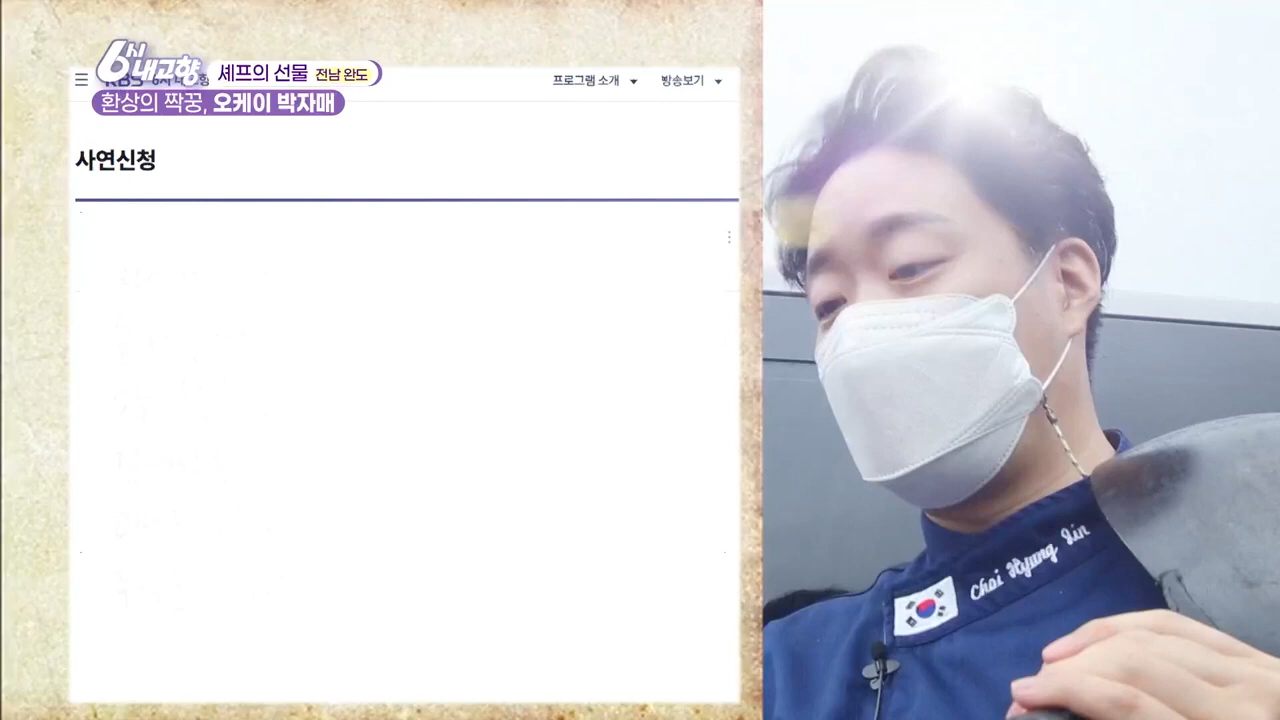 6시 내고향 셰프의 선물 전남 완도
환상의 짝꿍, 오케이 박자매
프로그램 소개 방송보기
사연신청
Choi Hyung Jin